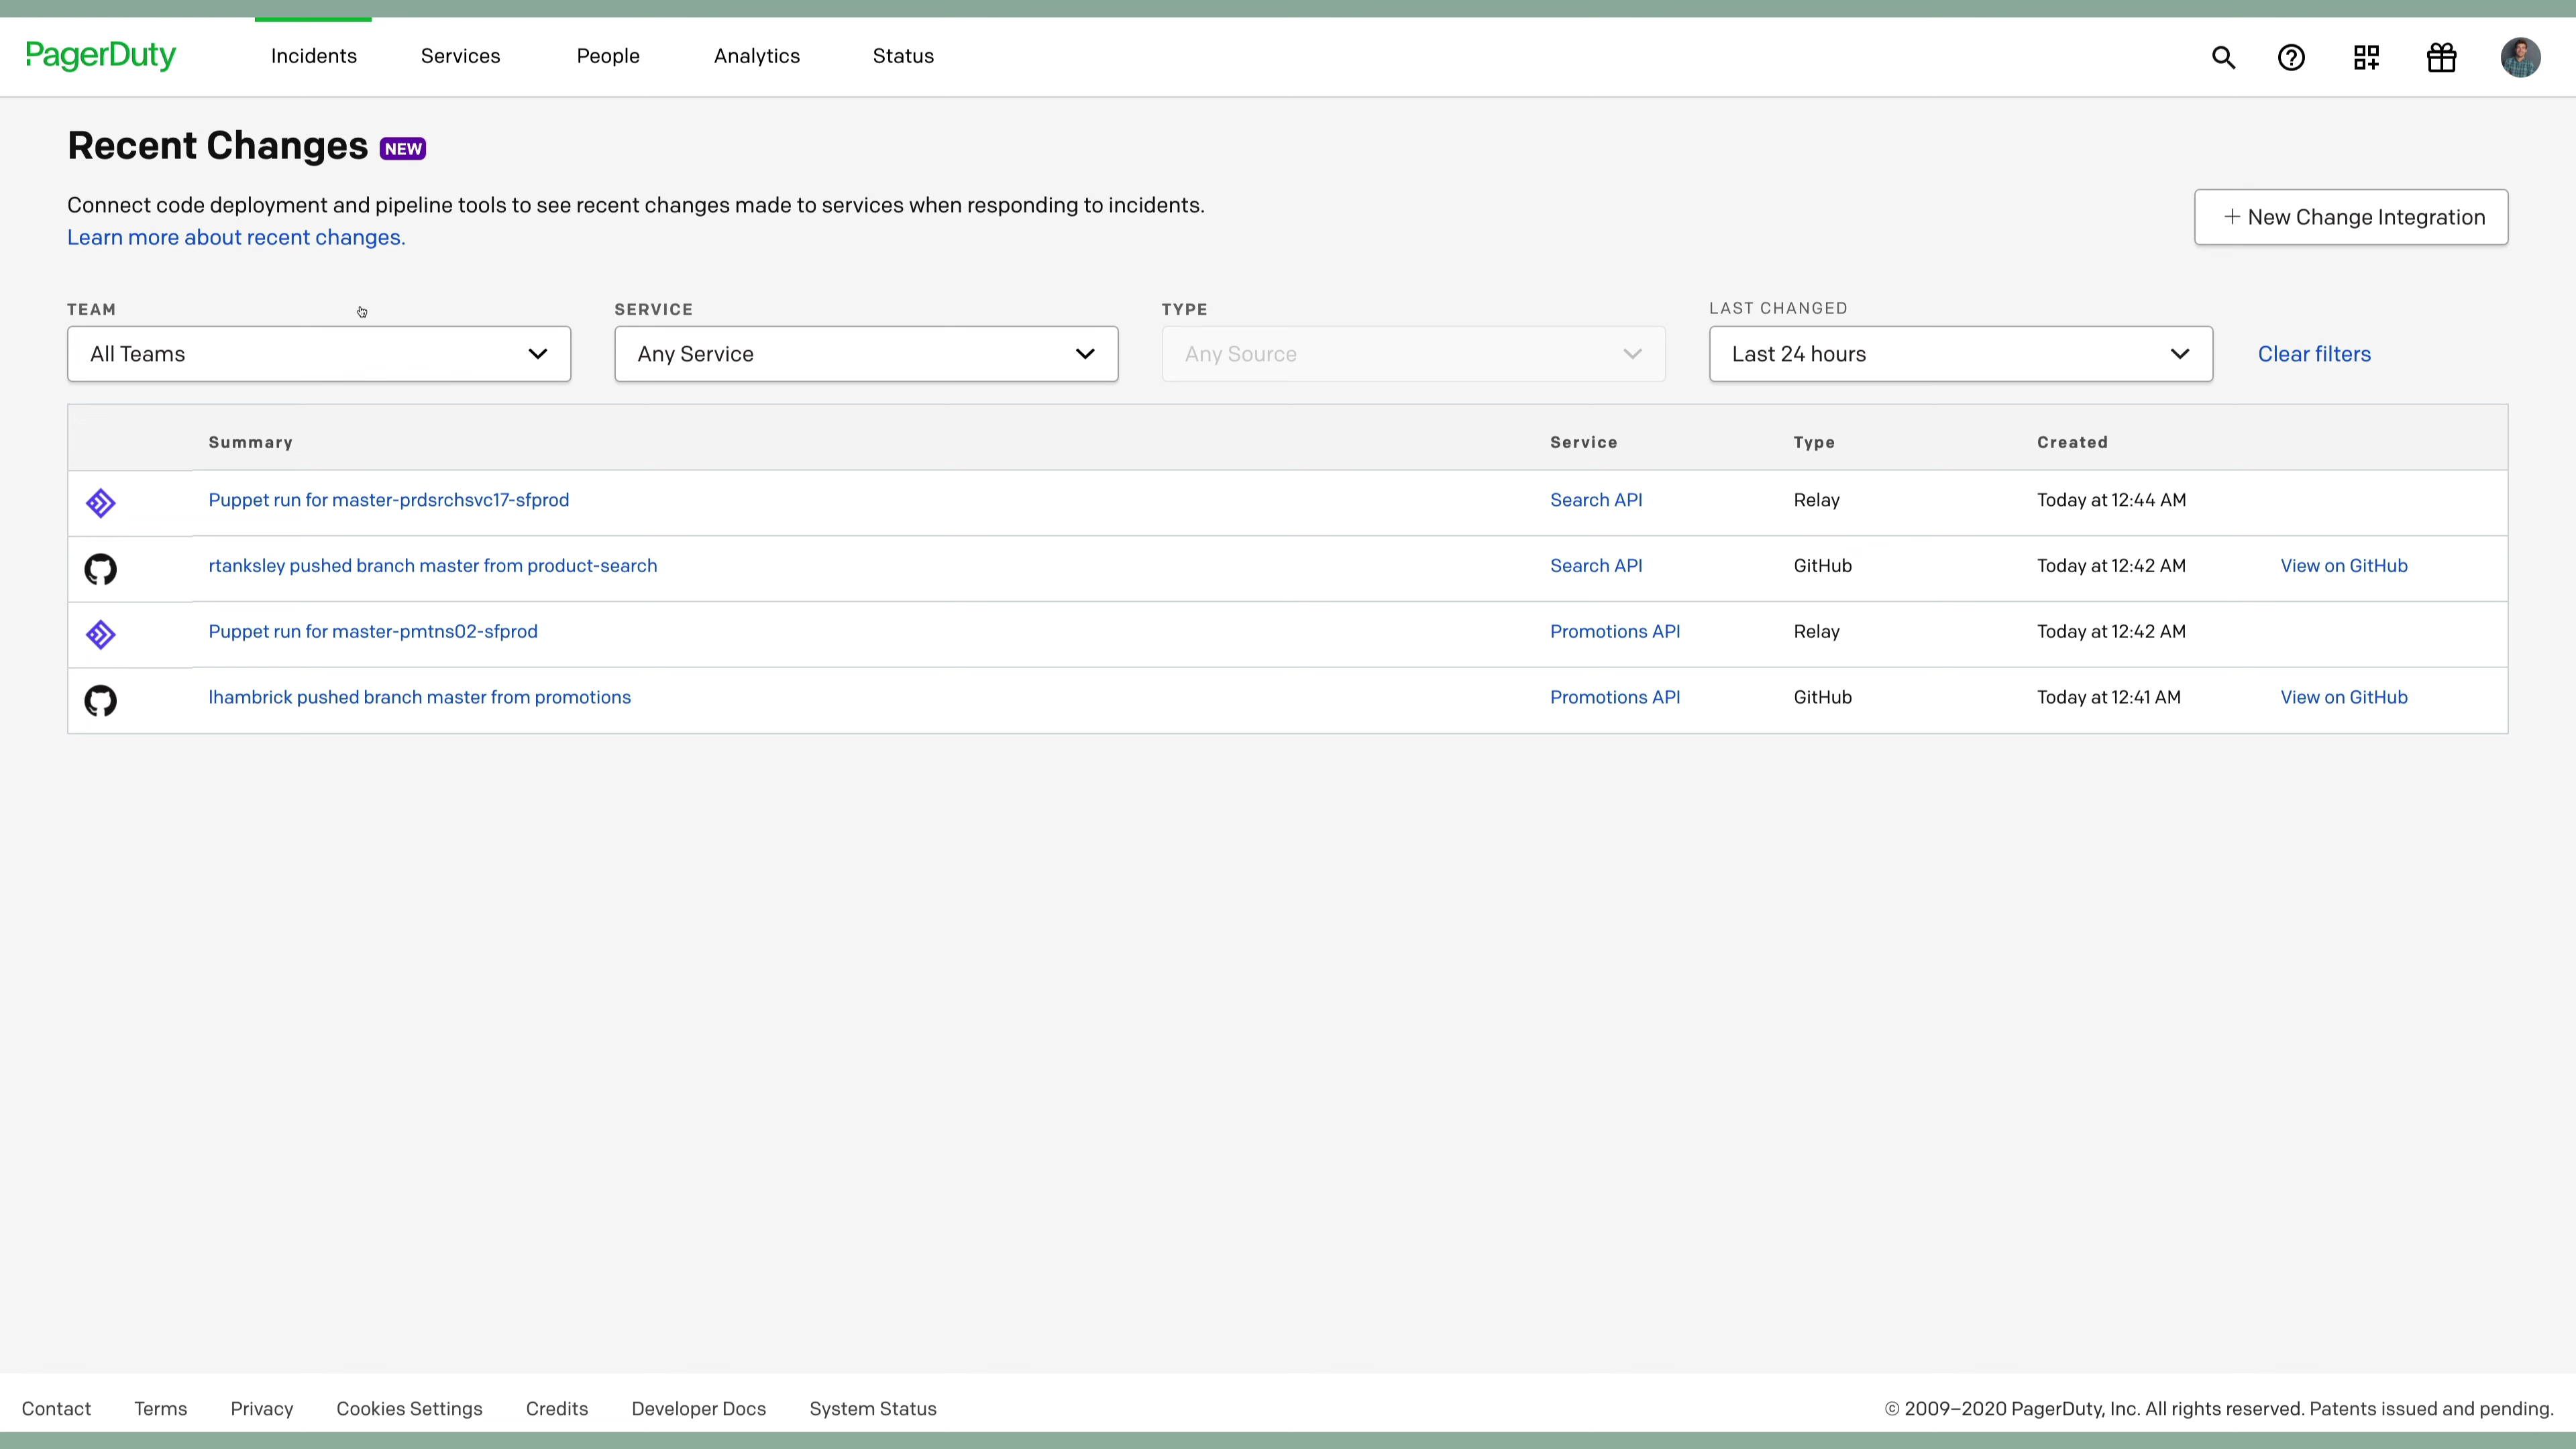 PagerDuty
Incidents
Services
People
Analytics
Status
Recent Changes NEW
Connect code deployment and pipeline tools to see recent changes made to services when responding to incidents.
Learn more about recent changes.
+ New Change Integration
TEAM
SERVICE
TYPE
LAST CHANGED
All Teams
Any Service
Any Source
Last 24 hours
Clear filters
Summary
Service
Type
Created
Puppet run for master-prdsrchsvc17-sfprod
Search API
Relay
Today at 12:44 AM
rtanksley pushed branch master from product-search
Search API
GitHub
Today at 12:42 AM
View on GitHub
Puppet run for master-pmtns02-sfprod
Promotions API
Relay
Today at 12:42 AM
lhambrick pushed branch master from promotions
Promotions API
GitHub
Today at 12:41 AM
View on GitHub
Contact
Terms
Privacy
Cookies Settings
Credits
Developer Docs
System Status
© 2009–2020 PagerDuty, Inc. All rights reserved. Patents issued and pending.